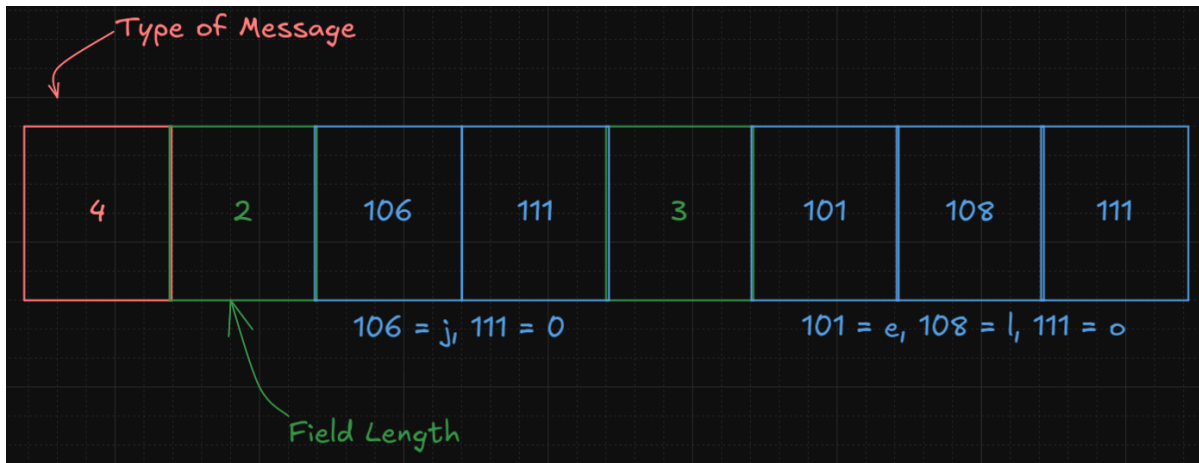 Type of Message
4 2 106 111 3 101 108 111
106 = j, 111 = 0
101 = e, 108 = l, 111 = o
Field Length